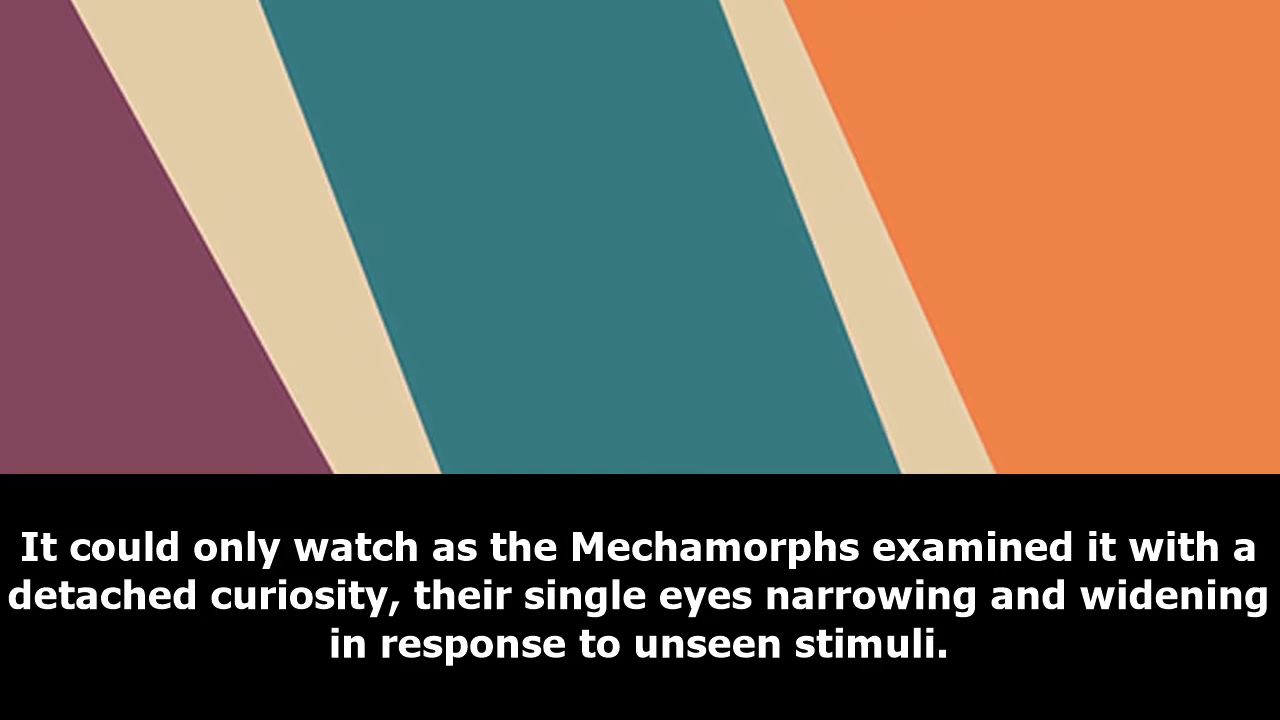 It could only watch as the Mechamorphs examined it with a
detached curiosity, their single eyes narrowing and widening
in response to unseen stimuli.